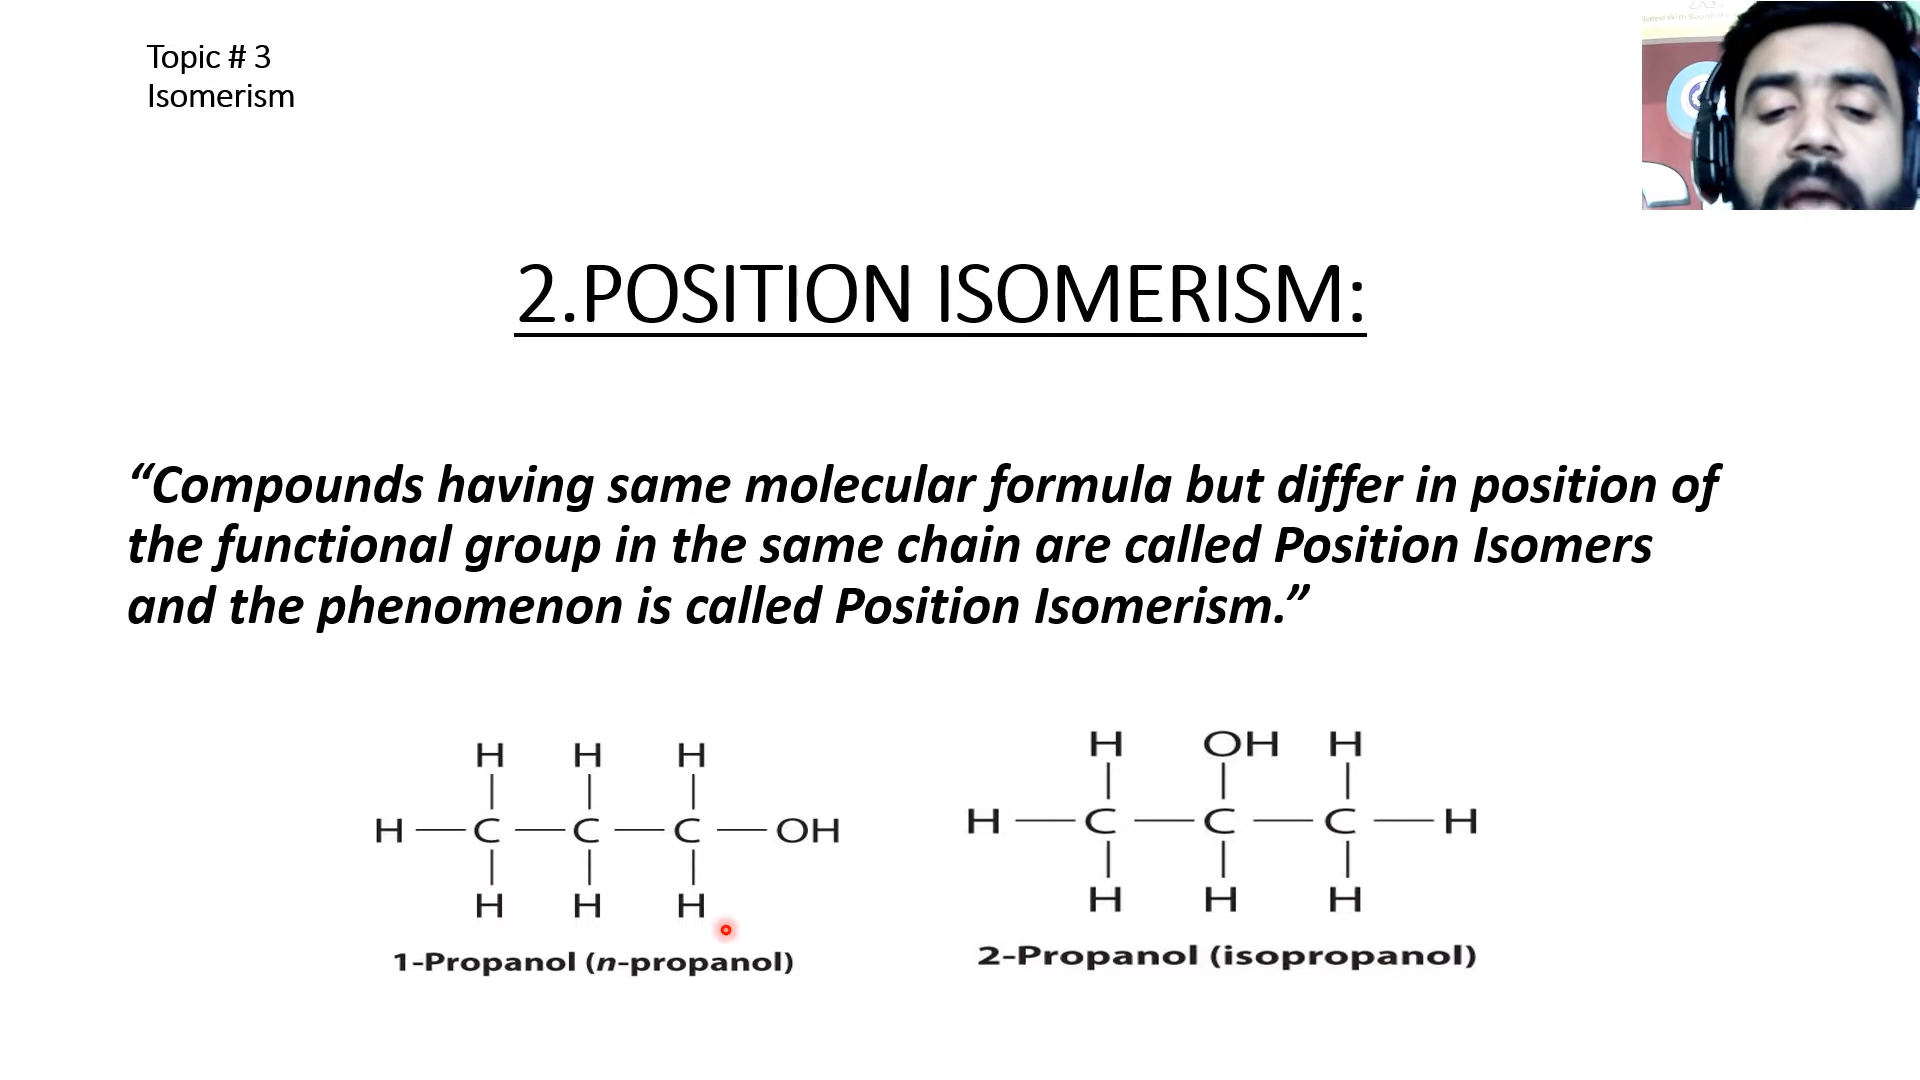 Topic # 3
Isomerism
2.POSITION ISOMERISM:
“Compounds having same molecular formula but differ in position of
the functional group in the same chain are called Position Isomers
and the phenomenon is called Position Isomerism.”
H H H
H — C — C — C — OH
H H H
1-Propanol (n-propanol)
H OH H
H — C — C — C — H
H H H
2-Propanol (isopropanol)